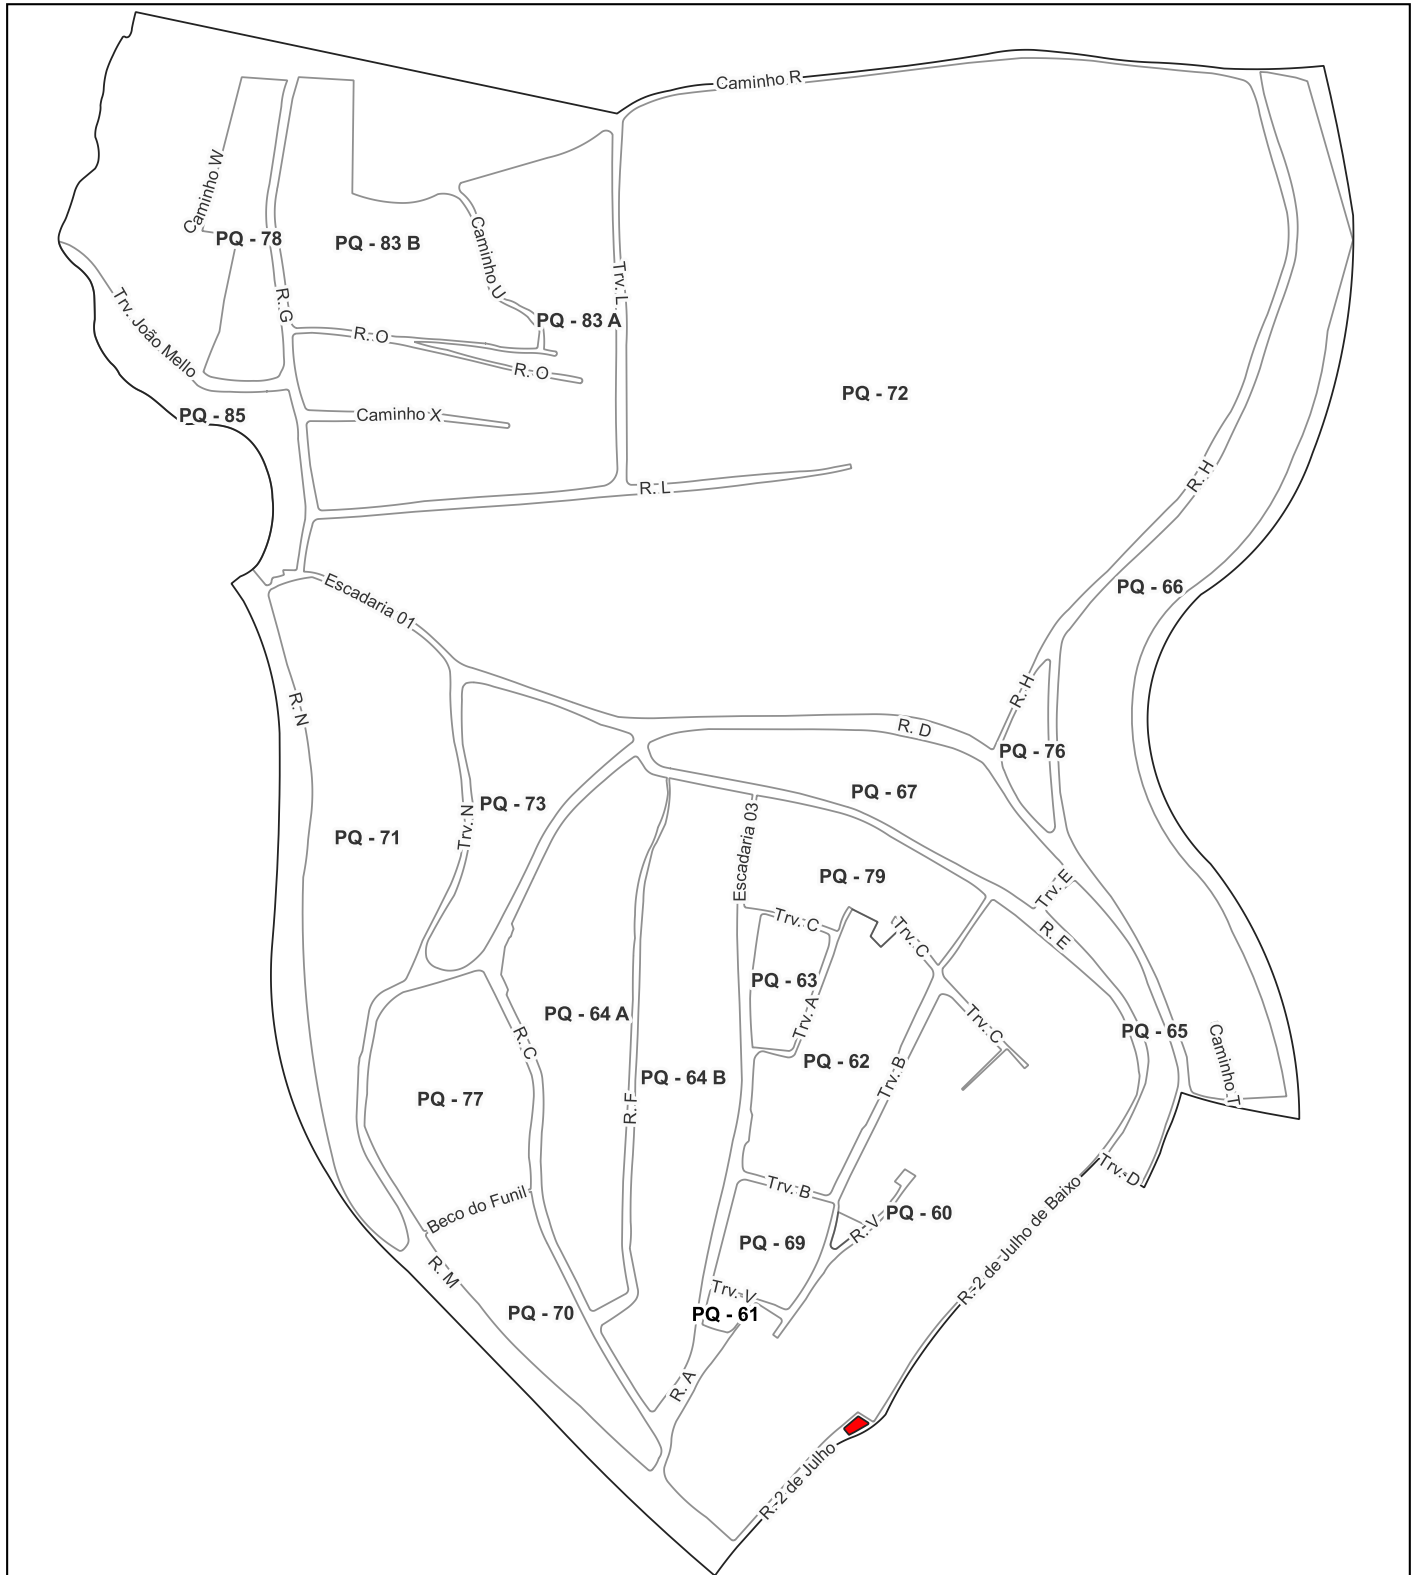 Caminho R
Caminho W
PQ - 78
PQ - 83 B
Caminho U
Trv. L
R. G
Trv. João Mello
PQ - 83 A
R. O
R. O
PQ - 72
Caminho X
PQ - 85
R. L
R. H
PQ - 66
Escadaria 01
R. N
R. H
R. D
PQ - 76
PQ - 67
PQ - 73
Trv. N
PQ - 71
Escadaria 03
PQ - 79
Trv. E
Trv. C
Trv. C
R. E
PQ - 63
Trv. A
PQ - 64 A
Trv. C
PQ - 65
R. C
Caminho T
PQ - 62
PQ - 64 B
Trv. B
PQ - 77
R. F
Trv. D
Trv. B
Beco do Funil
PQ - 60
R. V
PQ - 69
R. 2 de Julho de Baixo
R. M
Trv. V
PQ - 70
PQ - 61
R. A
R. 2 de Julho